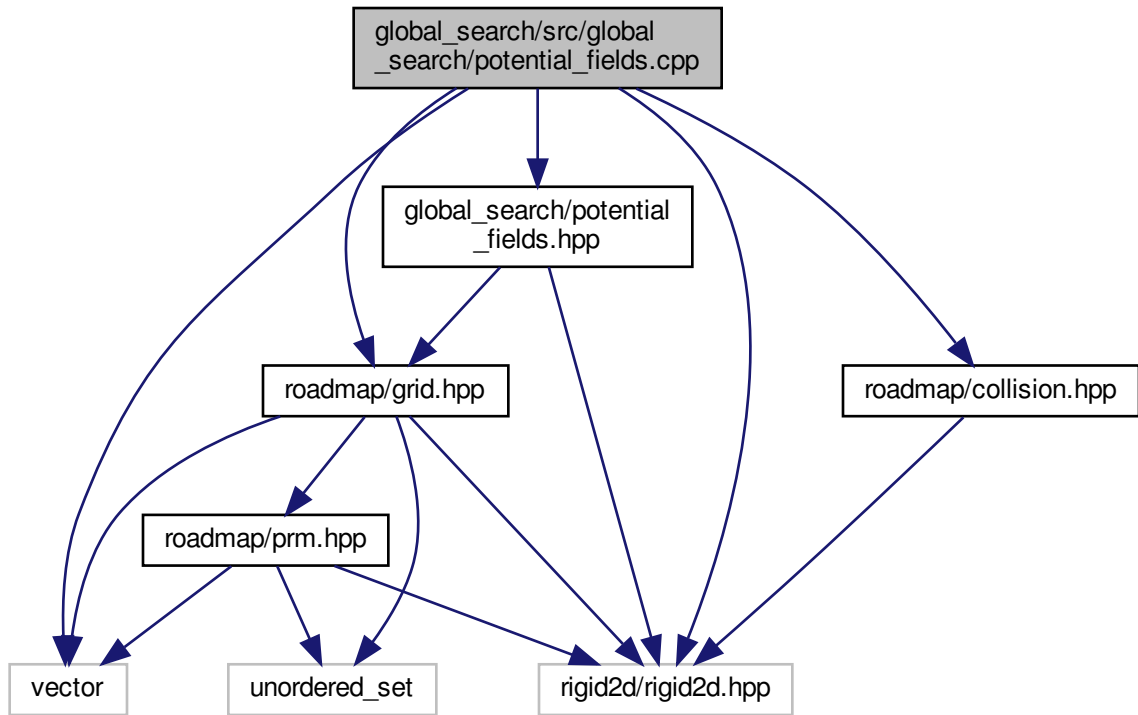 global_search/src/global
_search/potential_fields.cpp
global_search/potential
_fields.hpp
roadmap/grid.hpp
roadmap/collision.hpp
roadmap/prm.hpp
vector
unordered_set
rigid2d/rigid2d.hpp